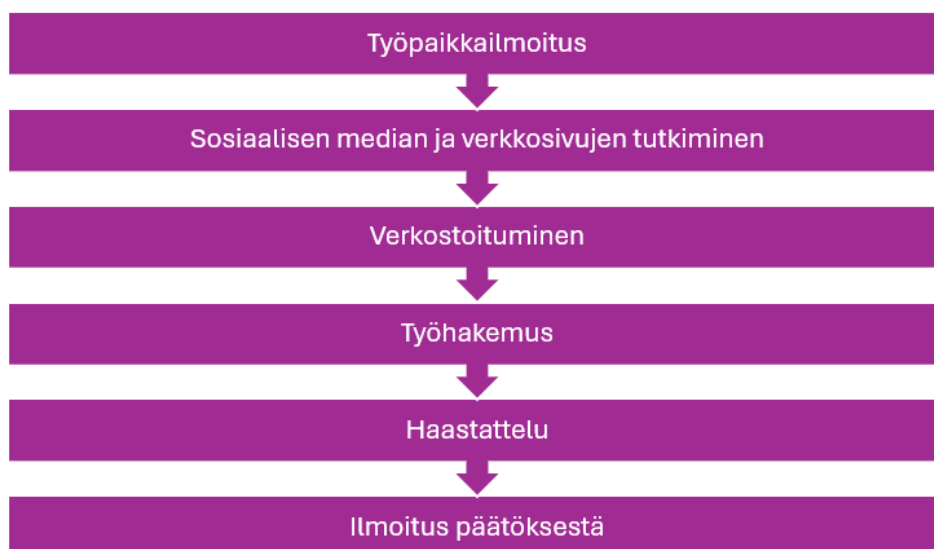 Työpaikkailmoitus
Sosiaalisen median ja verkkosivujen tutkiminen
Verkostoituminen
Työhakemus
Haastattelu
Ilmoitus päätöksestä